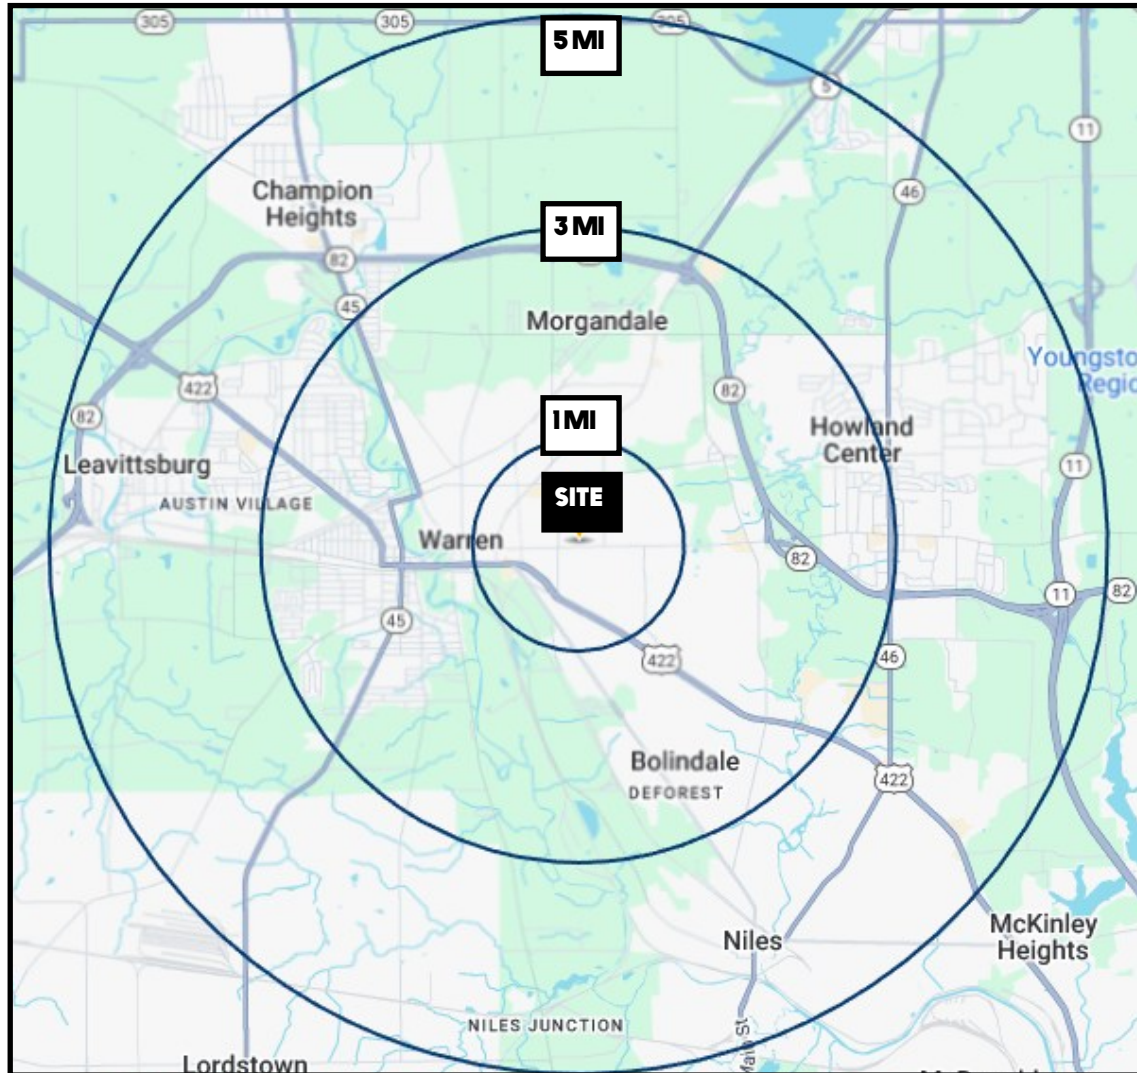 305
305
305
5 MI
5
11
46
Champion
Heights
3 MI
82
45
Morgandale
422
82
82
Youngsto
Regio
1 MI
Howland
Center
Leavittsburg
11
SITE
AUSTIN VILLAGE
Warren
82
11
82
45
46
422
Bolindale
DEFOREST
422
McKinley
Heights
Niles
NILES JUNCTION
Main St
Lordstown